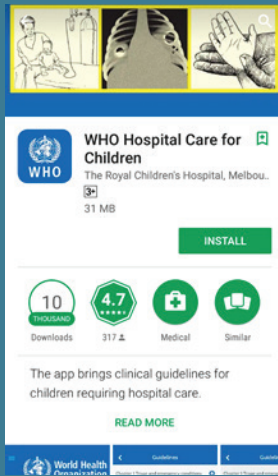 WHO
WHO Hospital Care for
Children
The Royal Children's Hospital, Melbou..
3+
31 MB
INSTALL
10
THOUSAND
4.7
Downloads
317
Medical
Similar
The app brings clinical guidelines for
children requiring hospital care.
READ MORE
World Health
Organization
Guidelines